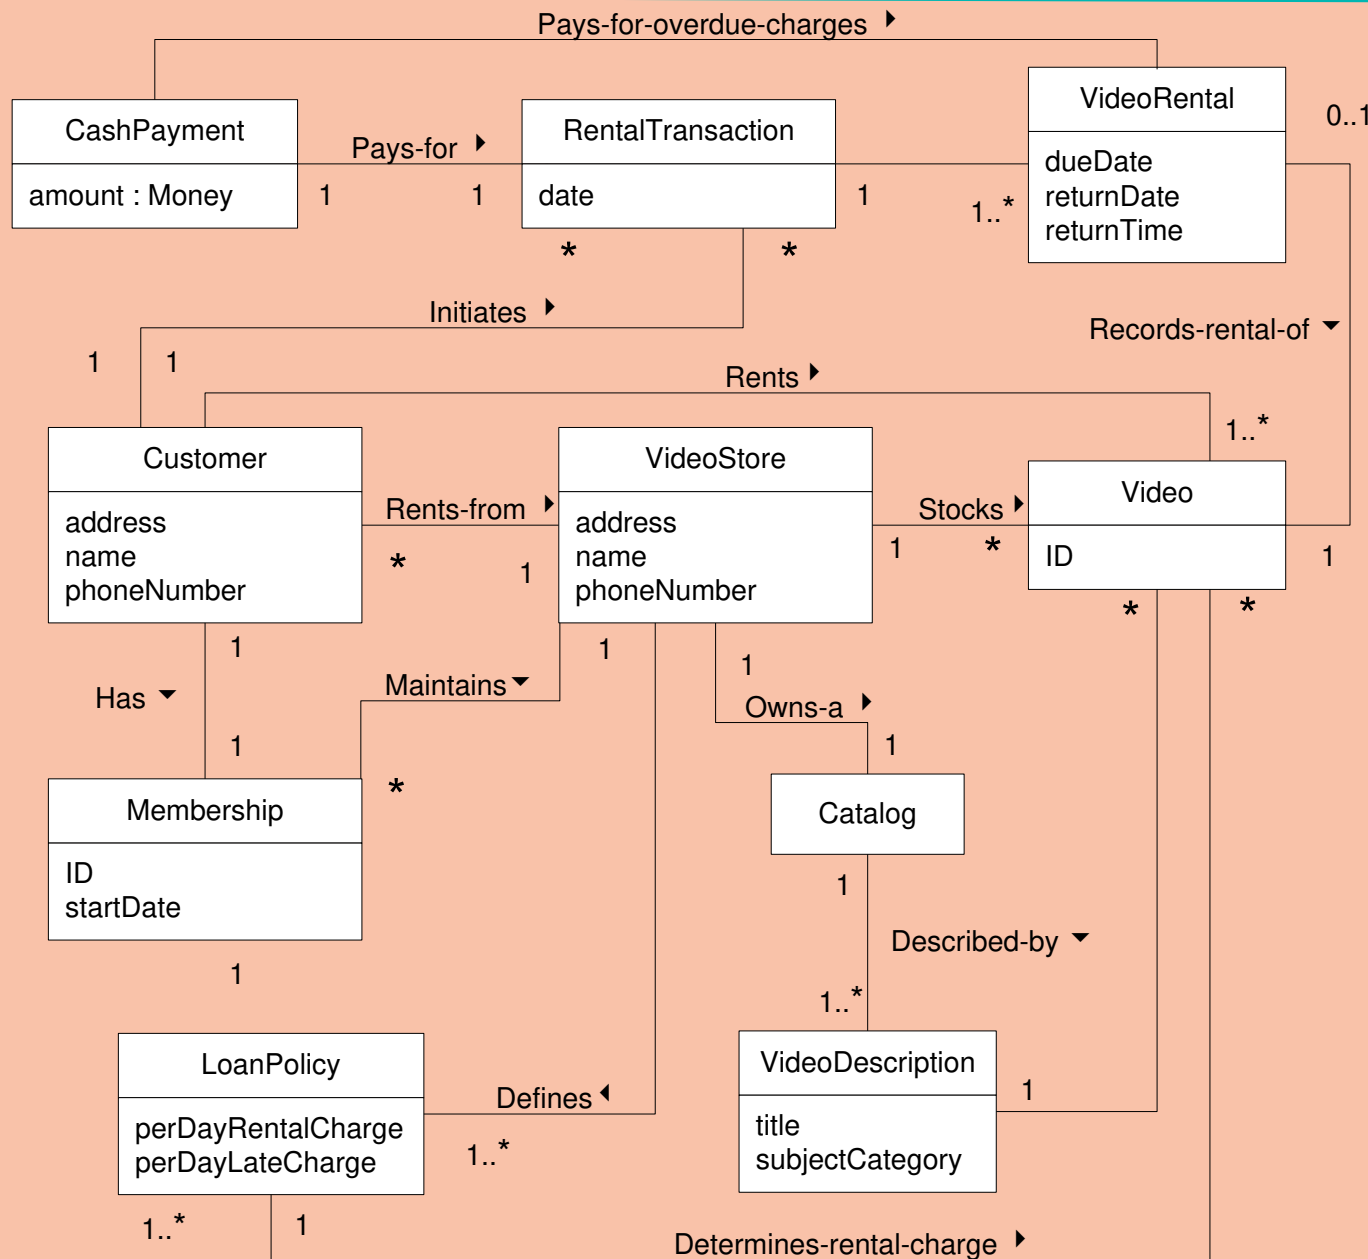 Pays-for-overdue-charges
CashPayment
amount : Money
Pays-for
1
1
RentalTransaction
date
1
1..*
VideoRental
dueDate
returnDate
returnTime
0..1
*
*
Initiates
1
1
Records-rental-of
Rents
1..*
Customer
address
name
phoneNumber
Rents-from
*
1
VideoStore
address
name
phoneNumber
Stocks
1
*
Video
ID
1
*
*
1
Has
1
Maintains
*
1
1
Owns-a
1
Membership
ID
startDate
1
Catalog
1
Described-by
1..*
LoanPolicy
perDayRentalCharge
perDayLateCharge
Defines
1..*
VideoDescription
title
subjectCategory
1
1..*
1
Determines-rental-charge